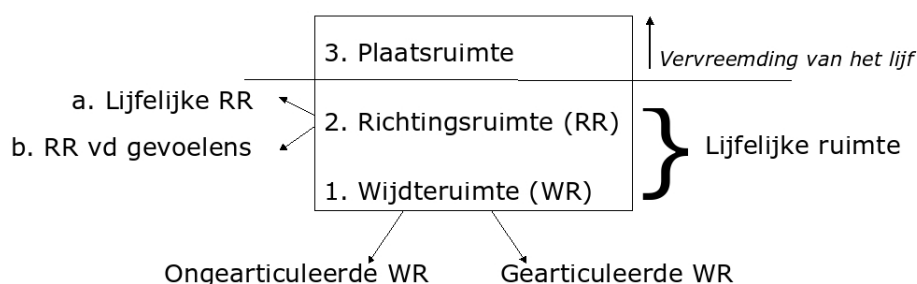 3. Plaatsruimte
Vervreemding van het lijf
a. Lijfelijke RR
2. Richtingsruimte (RR)
b. RR vd gevoelens
Lijfelijke ruimte
1. Wijdteruimte (WR)
Ongearticuleerde WR
Gearticuleerde WR